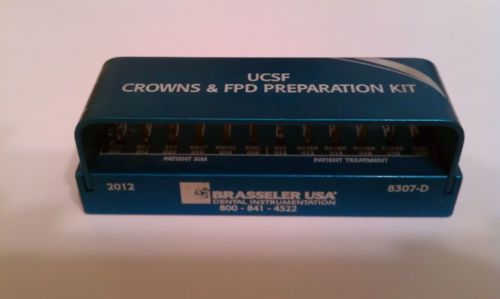 UCSF
CROWNS & FPD PREPARATION KIT
PATIENT SIM
PATIENT TREATMENT
2012
BRASSELER USA®
8307-D
DENTAL INSTRUMENTATION
800-841-4522